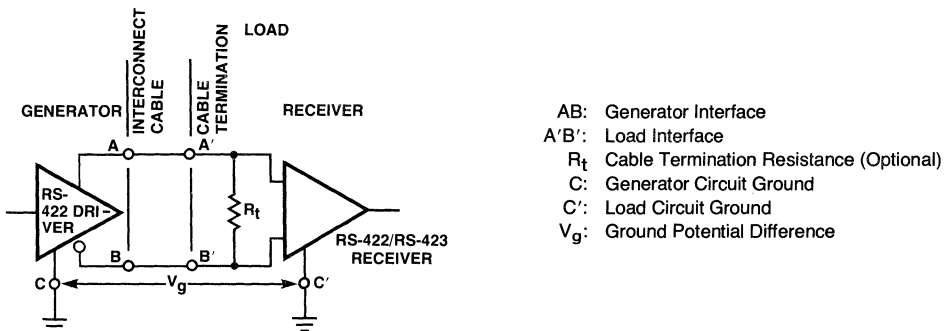 LOAD
GENERATOR
INTERCONNECT
CABLE
CABLE
TERMINATION
RECEIVER
A
A'
RS-
422 DRI-
VER
Rt
B
B'
RS-422/RS-423
RECEIVER
C
Vg
C'
AB: Generator Interface
A'B': Load Interface
Rt Cable Termination Resistance (Optional)
C: Generator Circuit Ground
C': Load Circuit Ground
Vg: Ground Potential Difference